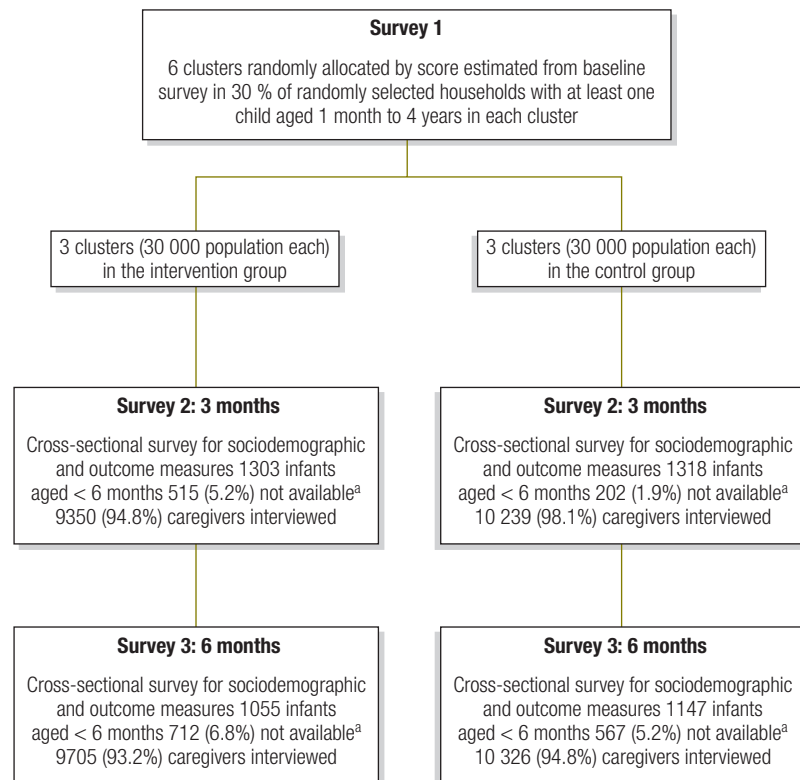 Survey 1
6 clusters randomly allocated by score estimated from baseline
survey in 30 % of randomly selected households with at least one
child aged 1 month to 4 years in each cluster
3 clusters (30 000 population each)
in the intervention group
3 clusters (30 000 population each)
in the control group
Survey 2: 3 months
Cross-sectional survey for sociodemographic
and outcome measures 1303 infants
aged < 6 months 515 (5.2%) not availableᵃ
9350 (94.8%) caregivers interviewed
Survey 2: 3 months
Cross-sectional survey for sociodemographic
and outcome measures 1318 infants
aged < 6 months 202 (1.9%) not availableᵃ
10 239 (98.1%) caregivers interviewed
Survey 3: 6 months
Cross-sectional survey for sociodemographic
and outcome measures 1055 infants
aged < 6 months 712 (6.8%) not availableᵃ
9705 (93.2%) caregivers interviewed
Survey 3: 6 months
Cross-sectional survey for sociodemographic
and outcome measures 1147 infants
aged < 6 months 567 (5.2%) not availableᵃ
10 326 (94.8%) caregivers interviewed